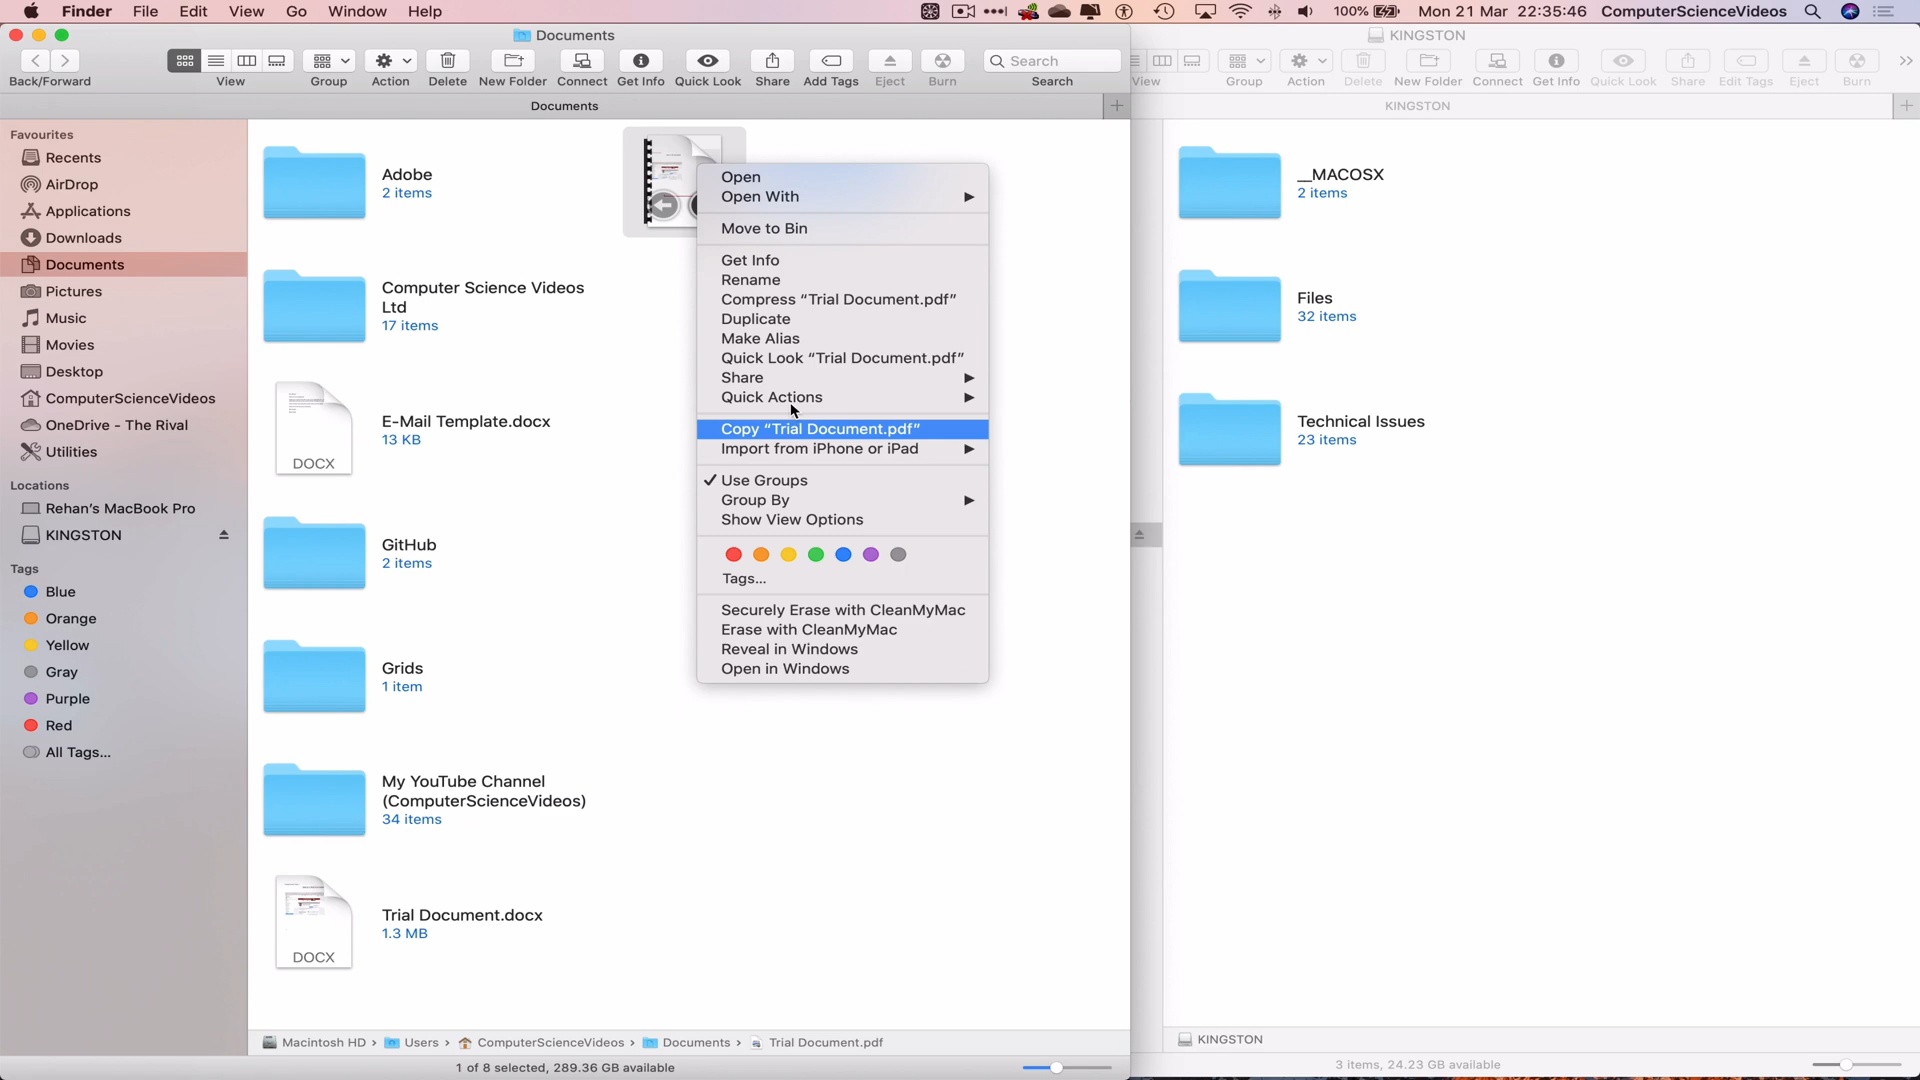 Finder File Edit View Go Window Help
100% Mon 21 Mar 22:35:46 ComputerScienceVideos
Documents
Search
Back/Forward View Group Action Delete New Folder Connect Get Info Quick Look Share Add Tags Eject Burn Search
Documents
Favourites
Recents
AirDrop
Applications
Downloads
Documents
Pictures
Music
Movies
Desktop
ComputerScienceVideos
OneDrive - The Rival
Utilities
Locations
Rehan's MacBook Pro
KINGSTON
Tags
Blue
Orange
Yellow
Gray
Purple
Red
All Tags...
Adobe
2 items
Computer Science Videos
Ltd
17 items
DOCX
E-Mail Template.docx
13 KB
GitHub
2 items
Grids
1 item
My YouTube Channel
(ComputerScienceVideos)
34 items
DOCX
Trial Document.docx
1.3 MB
Open
Open With
Move to Bin
Get Info
Rename
Compress “Trial Document.pdf”
Duplicate
Make Alias
Quick Look “Trial Document.pdf”
Share
Quick Actions
Copy “Trial Document.pdf”
Import from iPhone or iPad
✓ Use Groups
Group By
Show View Options
Tags...
Securely Erase with CleanMyMac
Erase with CleanMyMac
Reveal in Windows
Open in Windows
Macintosh HD › Users › ComputerScienceVideos › Documents › Trial Document.pdf
1 of 8 selected, 289.36 GB available
KINGSTON
View Group Action Delete New Folder Connect Get Info Quick Look Share Edit Tags Eject Burn
KINGSTON
__MACOSX
2 items
Files
32 items
Technical Issues
23 items
KINGSTON
3 items, 24.23 GB available